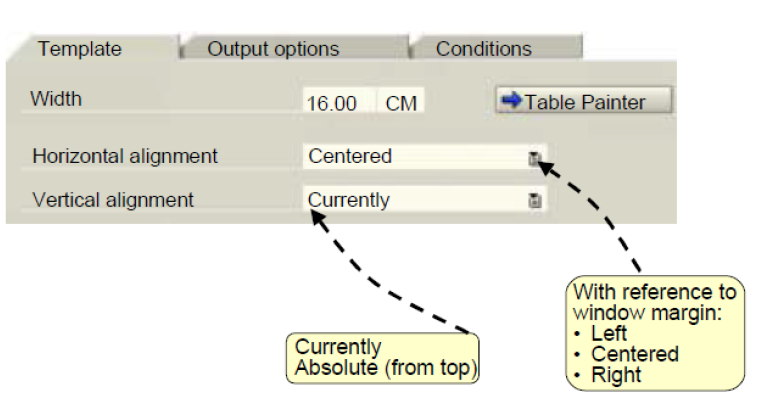 Template Output options Conditions
Width 16.00 CM Table Painter
Horizontal alignment Centered
Vertical alignment Currently
With reference to
window margin:
• Left
• Centered
• Right
Currently
Absolute (from top)